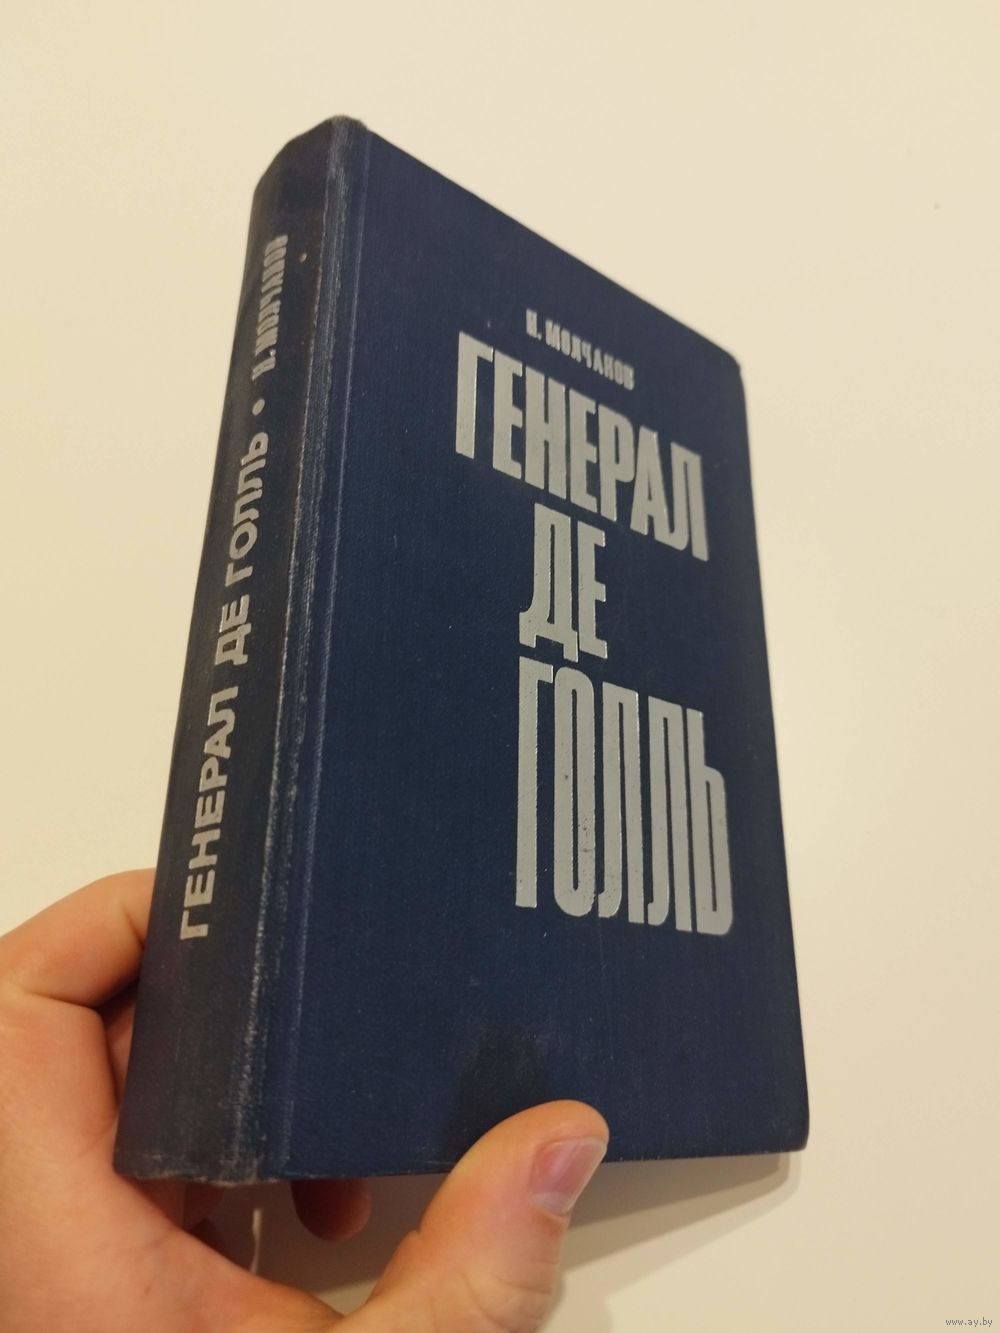 Н. МОЛЧАНОВ
ГЕНЕРАЛ
ДЕ
ГОЛЛЬ
ГЕНЕРАЛ ДЕ ГОЛЛЬ • Н. МОЛЧАНОВ
www.ay.by